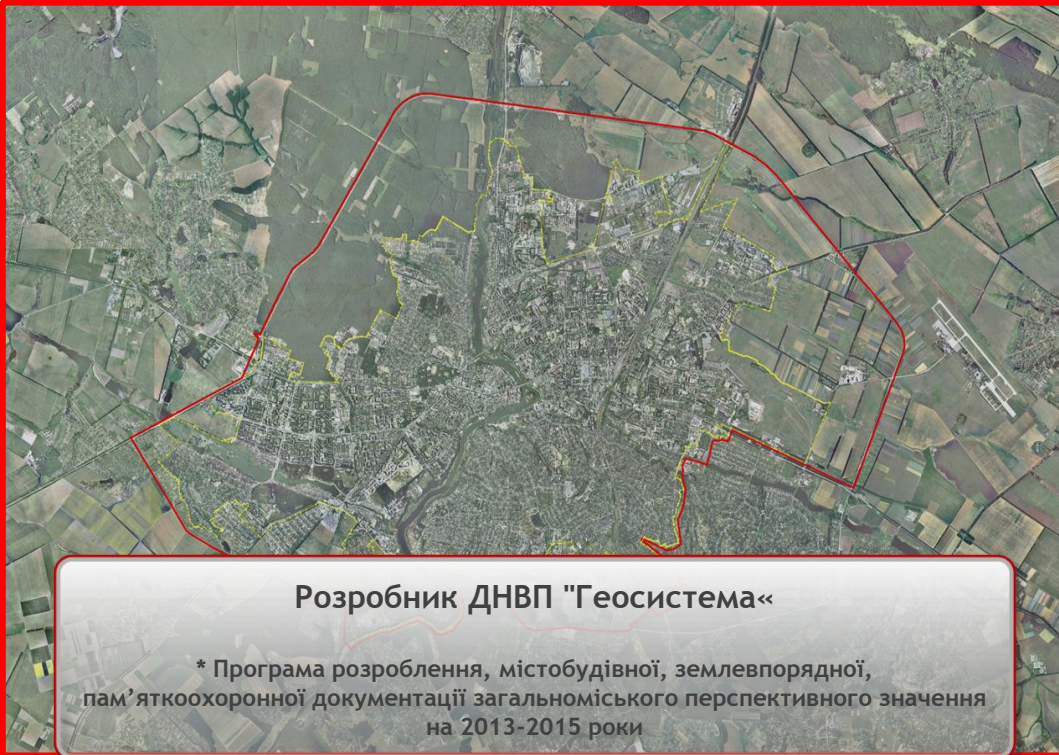 Розробник ДНВП "Геосистема«
* Програма розроблення, містобудівної, землевпорядної,
пам’яткоохоронної документації загальноміського перспективного значення
на 2013-2015 роки